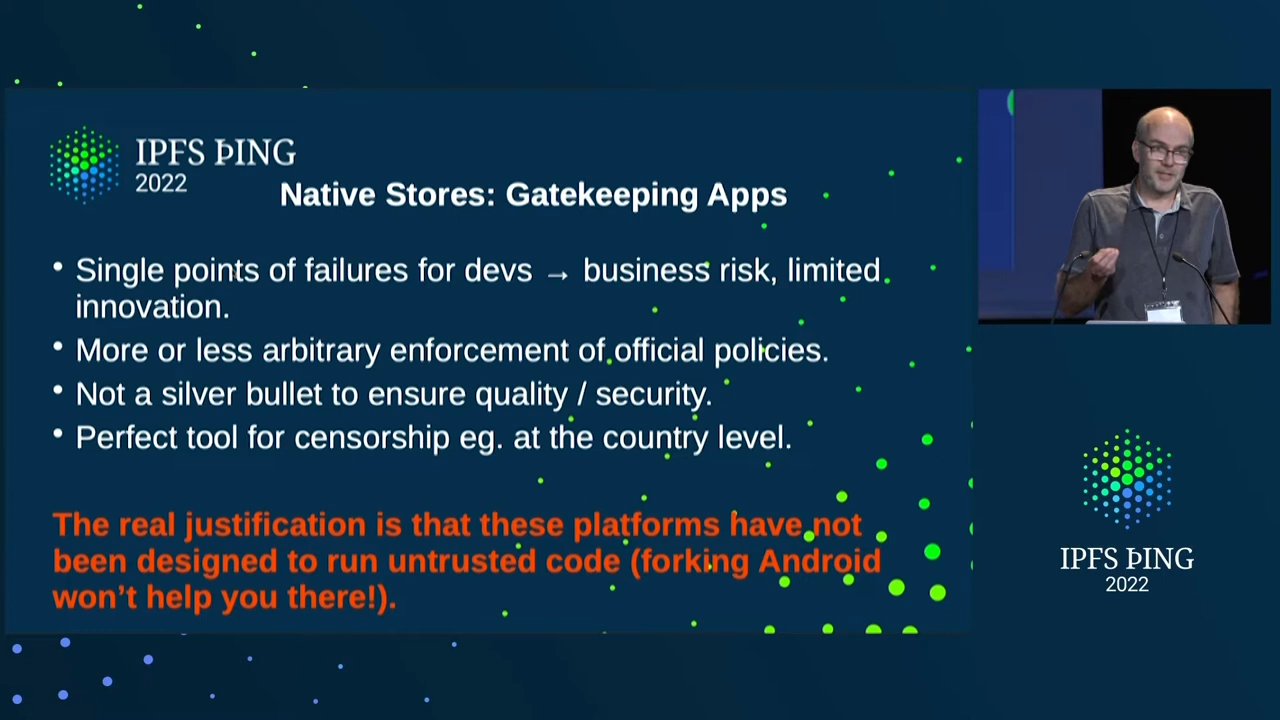 IPFS ÞING
2022
Native Stores: Gatekeeping Apps
• Single points of failures for devs → business risk, limited
innovation.
• More or less arbitrary enforcement of official policies.
• Not a silver bullet to ensure quality / security.
• Perfect tool for censorship eg. at the country level.
The real justification is that these platforms have not
been designed to run untrusted code (forking Android
won’t help you there!).
IPFS ÞING
2022